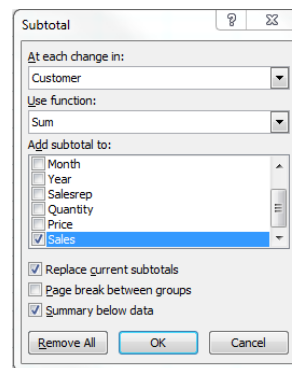 Subtotal
At each change in:
Customer
Use function:
Sum
Add subtotal to:
Month
Year
Salesrep
Quantity
Price
Sales
Replace current subtotals
Page break between groups
Summary below data
Remove All OK Cancel